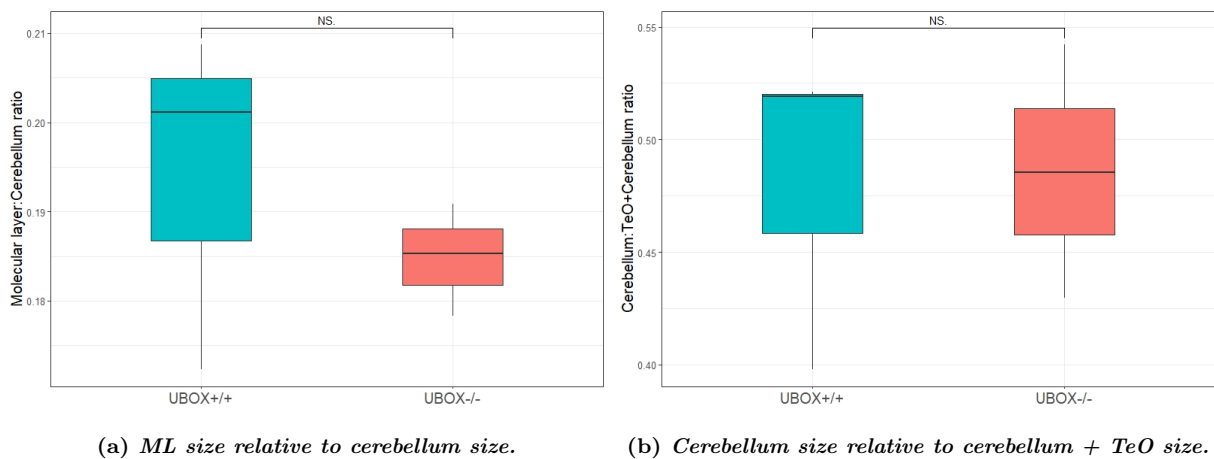 NS.
Molecular layer:Cerebellum ratio
0.21
0.20
0.19
0.18
UBOX+/+
UBOX-/-
(a) ML size relative to cerebellum size.
NS.
Cerebellum:TeO+Cerebellum ratio
0.55
0.50
0.45
0.40
UBOX+/+
UBOX-/-
(b) Cerebellum size relative to cerebellum + TeO size.